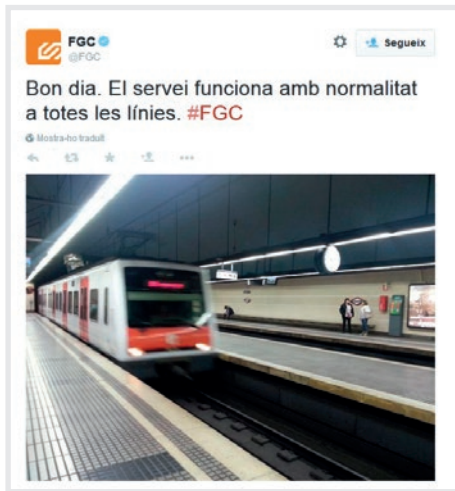 FGC
@FGC
Segueix
Bon dia. El servei funciona amb normalitat
a totes les línies. #FGC
Mostra-ho traduït